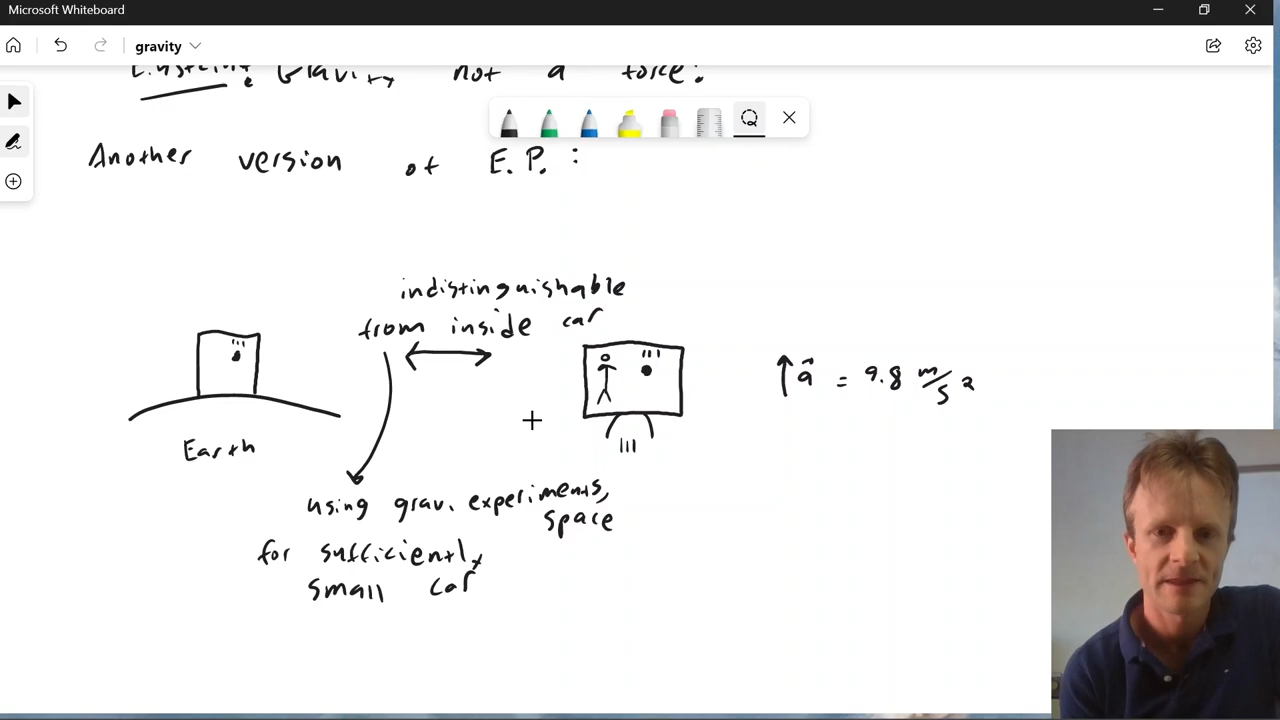 Microsoft Whiteboard
gravity
Einstein: Gravity not a force!
Another version of E.P. :
indistinguishable
from inside car
↑ a⃗ = 9.8 m/s2
Earth
using grav. experiments,
space
for sufficiently
small car